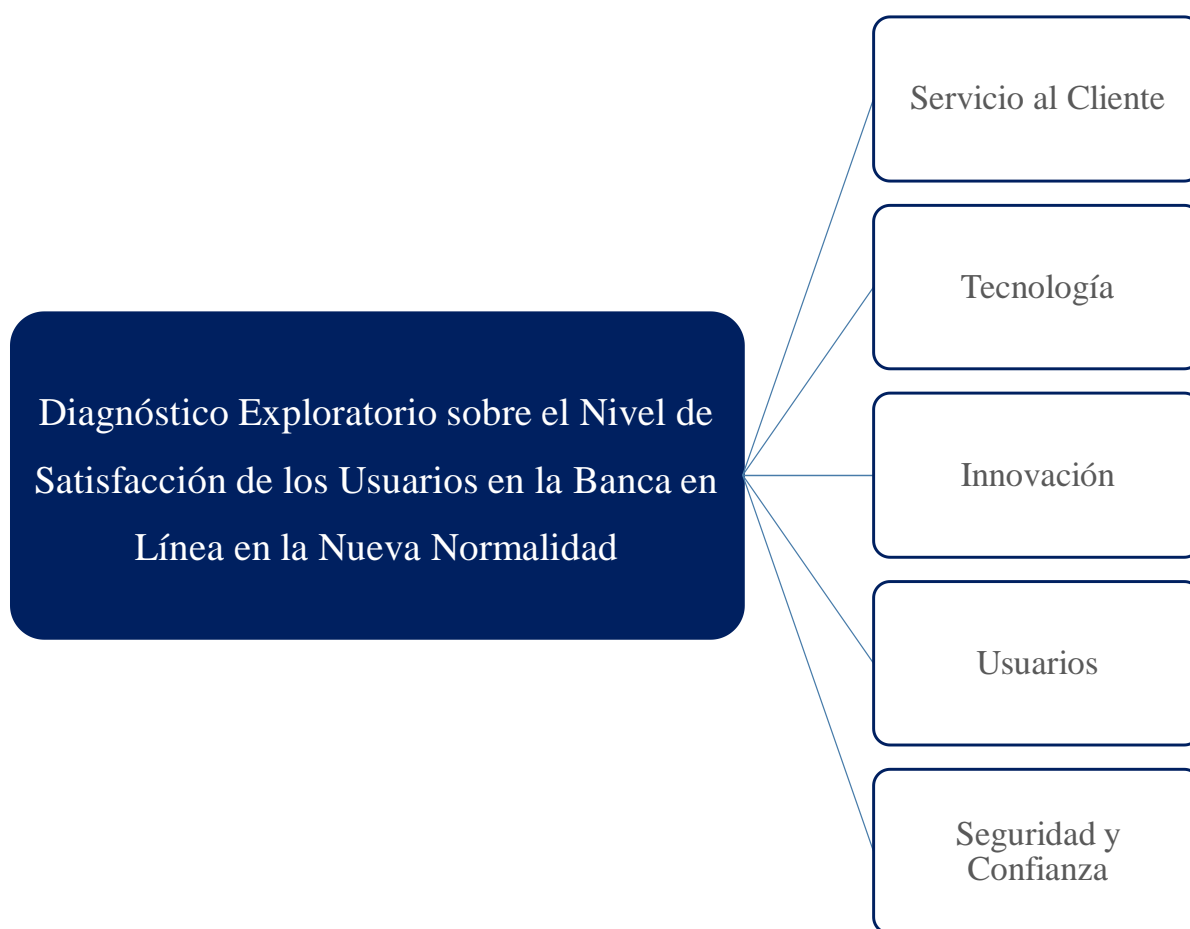 Servicio al Cliente
Tecnología
Diagnóstico Exploratorio sobre el Nivel de
Satisfacción de los Usuarios en la Banca en
Línea en la Nueva Normalidad
Innovación
Usuarios
Seguridad y
Confianza